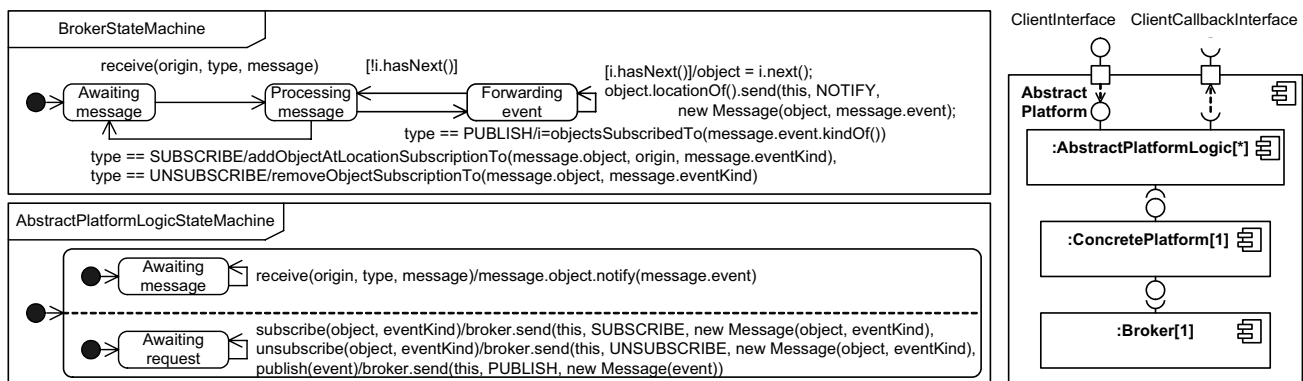 BrokerStateMachine
receive(origin, type, message)
[!i.hasNext()]
Awaiting
message
Processing
message
Forwarding
event
[i.hasNext()]/object = i.next();
object.locationOf().send(this, NOTIFY,
new Message(object, message.event);
type == PUBLISH/i=objectsSubscribedTo(message.event.kindOf())
type == SUBSCRIBE/addObjectAtLocationSubscriptionTo(message.object, origin, message.eventKind),
type == UNSUBSCRIBE/removeObjectSubscriptionTo(message.object, message.eventKind)
AbstractPlatformLogicStateMachine
Awaiting
message
receive(origin, type, message)/message.object.notify(message.event)
Awaiting
request
subscribe(object, eventKind)/broker.send(this, SUBSCRIBE, new Message(object, eventKind),
unsubscribe(object, eventKind)/broker.send(this, UNSUBSCRIBE, new Message(object, eventKind),
publish(event)/broker.send(this, PUBLISH, new Message(event))
ClientInterface
ClientCallbackInterface
Abstract
Platform
:AbstractPlatformLogic[*]
:ConcretePlatform[1]
:Broker[1]